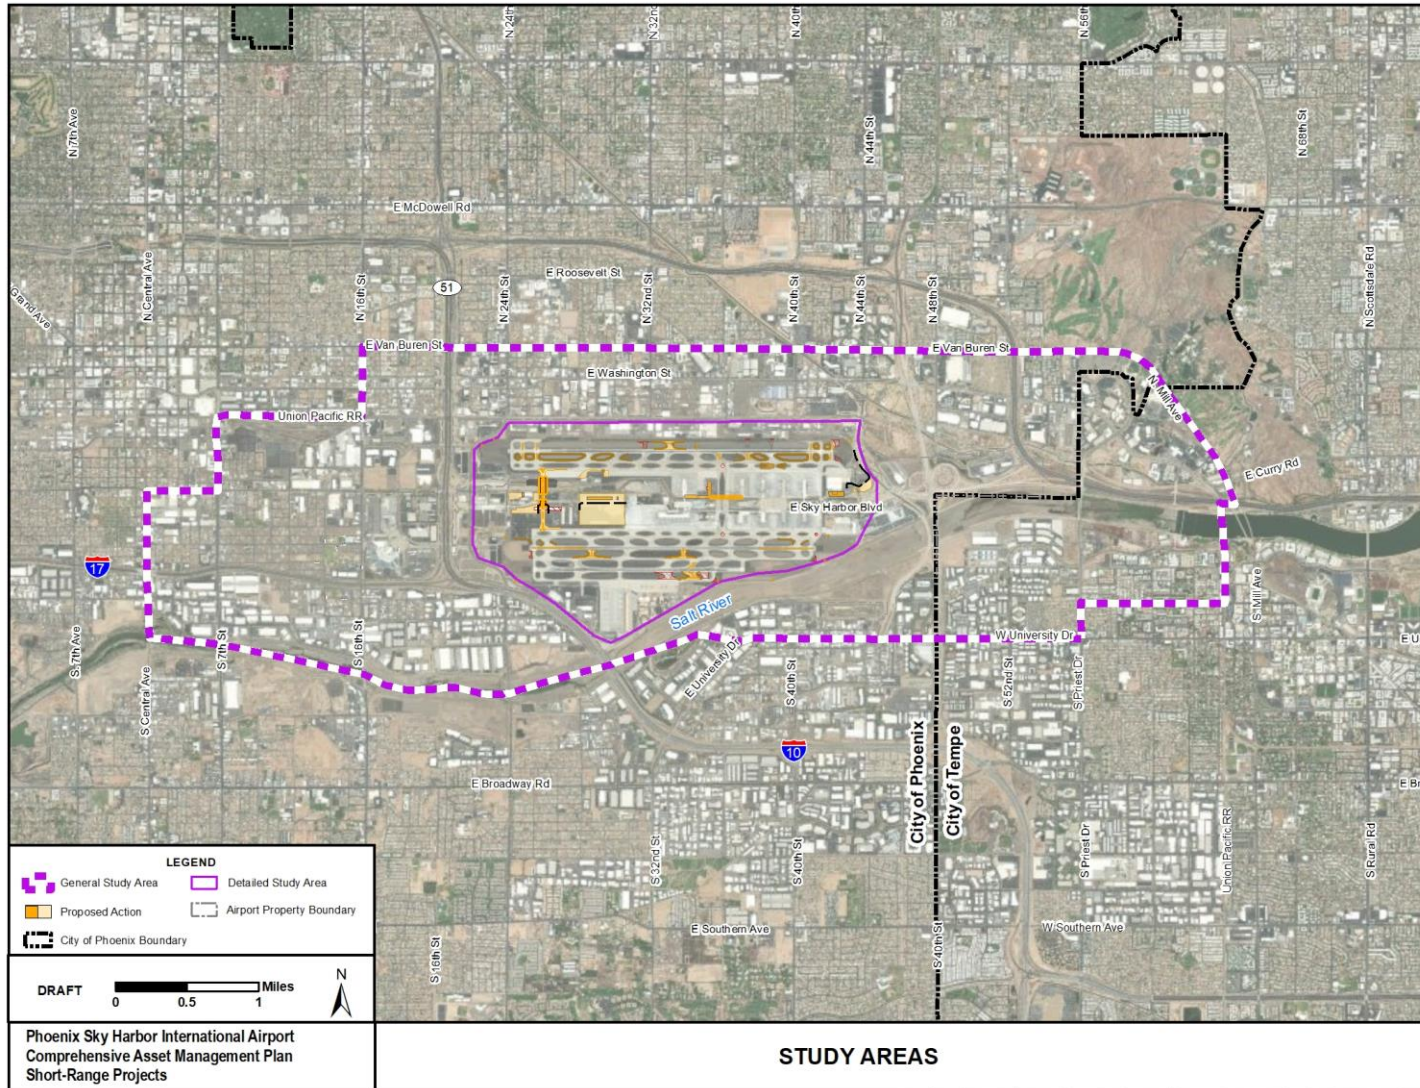 N 24th
N 32n
N 40th
N 56th
N 7th Ave
N 44th St
N 68th St
E McDowell Rd
Grand Ave
N Central Ave
N 16th St
51
N 24th St
E Roosevelt St
N 32nd St
N 40th St
N 44th St
N 48th St
N Scottsdale Rd
E Van Buren St
E Van Buren St
E Washington St
Union Pacific RR
N Mill Ave
E Curry Rd
E Sky Harbor Blvd
17
Salt River
S 7th Ave
S Central Ave
S 7th St
S 16th St
E University Dr
S 40th St
W University Dr
S 52nd St
S Priest Dr
S Mill Ave
E U
10
City of Phoenix
City of Tempe
E Broadway Rd
E Br
S 32nd St
S 40th St
S Priest Dr
Union Pacific RR
S Rural Rd
S 16th St
E Southern Ave
S 40th St
W Southern Ave
LEGEND
General Study Area
Detailed Study Area
Proposed Action
Airport Property Boundary
City of Phoenix Boundary
DRAFT
0 0.5 1 Miles
N
Phoenix Sky Harbor International Airport
Comprehensive Asset Management Plan
Short-Range Projects
STUDY AREAS